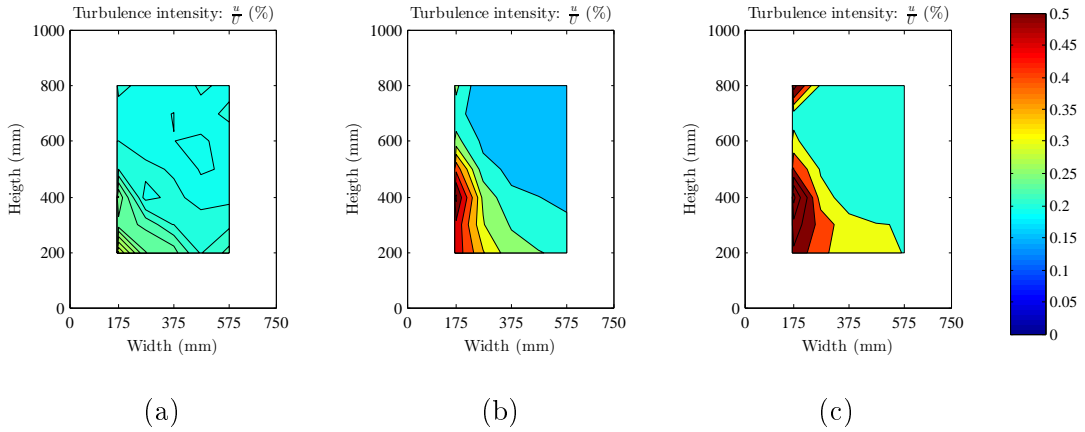 Turbulence intensity: u/U (%)
1000
800
600
400
200
0
Heigth (mm)
0 175 375 575 750
Width (mm)
(a)
Turbulence intensity: u/U (%)
1000
800
600
400
200
0
Heigth (mm)
0 175 375 575 750
Width (mm)
(b)
Turbulence intensity: u/U (%)
1000
800
600
400
200
0
Heigth (mm)
0 175 375 575 750
Width (mm)
(c)
0.5
0.45
0.4
0.35
0.3
0.25
0.2
0.15
0.1
0.05
0